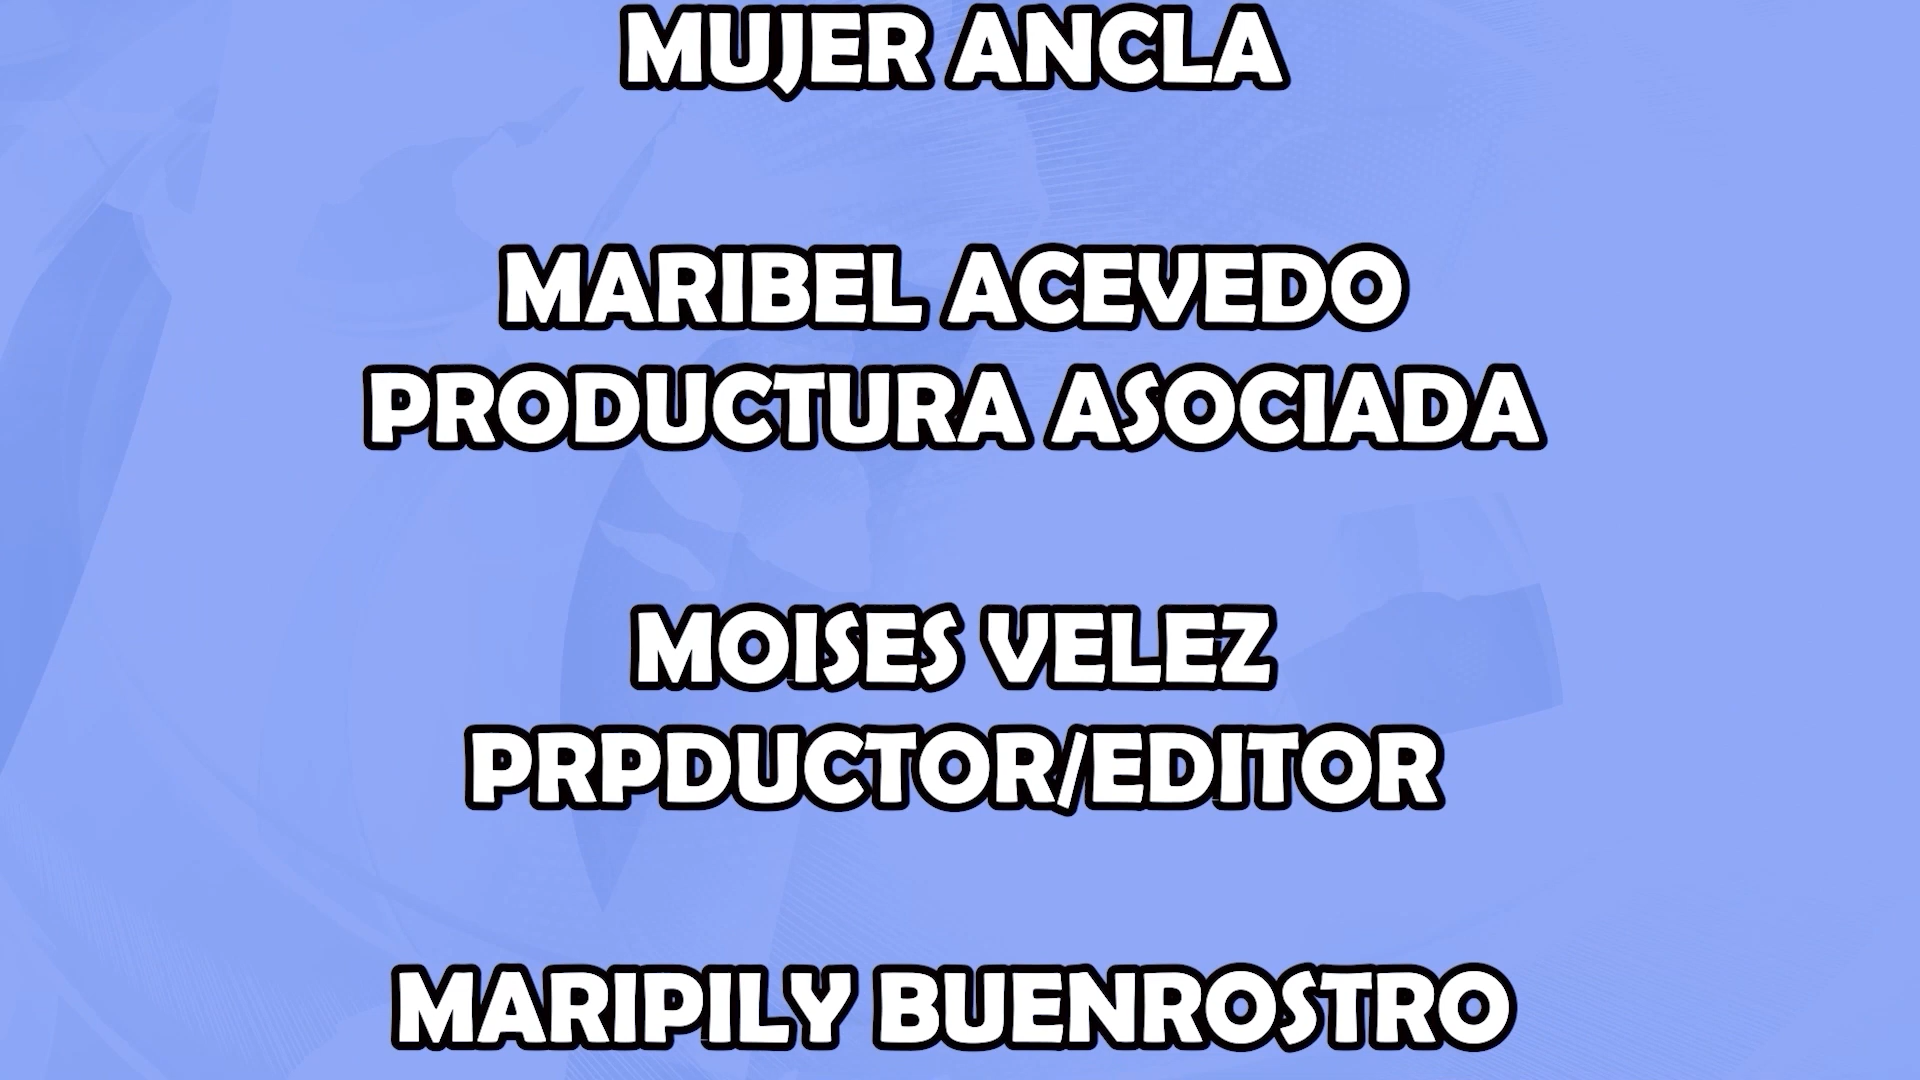 MUJER ANCLA
MARIBEL ACEVEDO
PRODUCTURA ASOCIADA
MOISES VELEZ
PRPDUCTOR/EDITOR
MARIPILY BUENROSTRO